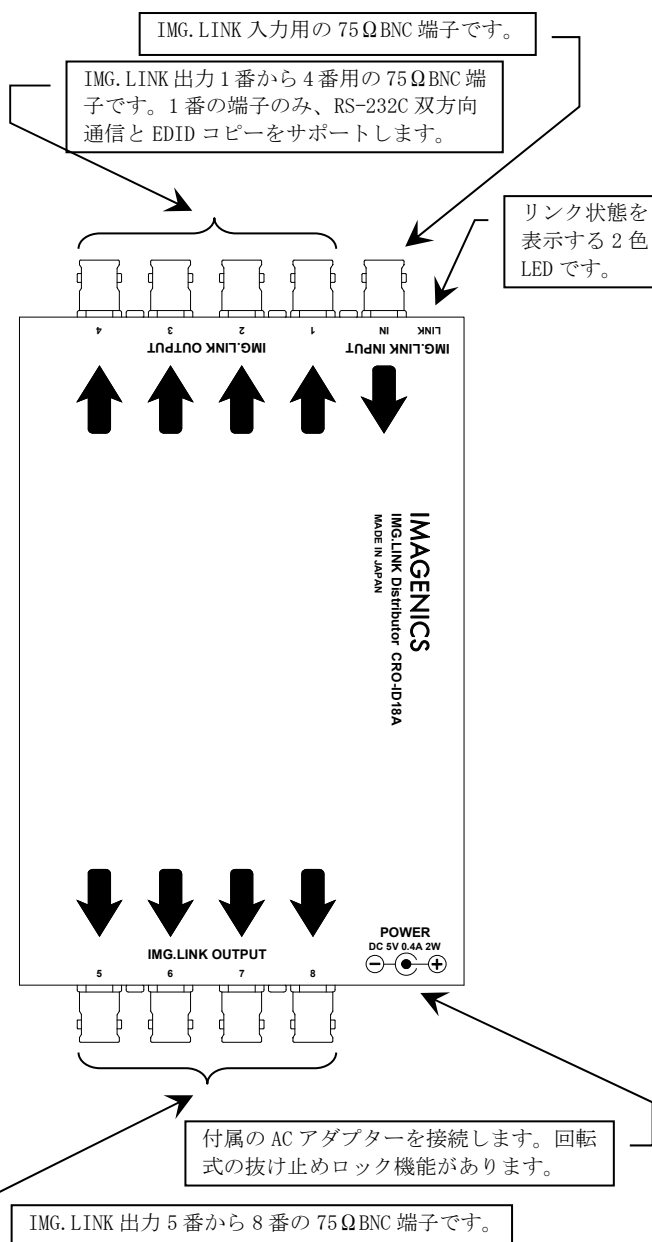 IMG.LINK 入力用の 75ΩBNC 端子です。
IMG.LINK 出力 1 番から 4 番用の 75ΩBNC 端
子です。1 番の端子のみ、RS-232C 双方向
通信と EDID コピーをサポートします。
リンク状態を
表示する 2 色
LED です。
4
3
2
1
IN
LINK
IMG.LINK OUTPUT
IMG.LINK INPUT
IMAGENICS
IMG.LINK Distributor CRO-ID18A
MADE IN JAPAN
POWER
DC 5V 0.4A 2W
IMG.LINK OUTPUT
5
6
7
8
付属の AC アダプターを接続します。回転
式の抜け止めロック機能があります。
IMG.LINK 出力 5 番から 8 番の 75ΩBNC 端子です。